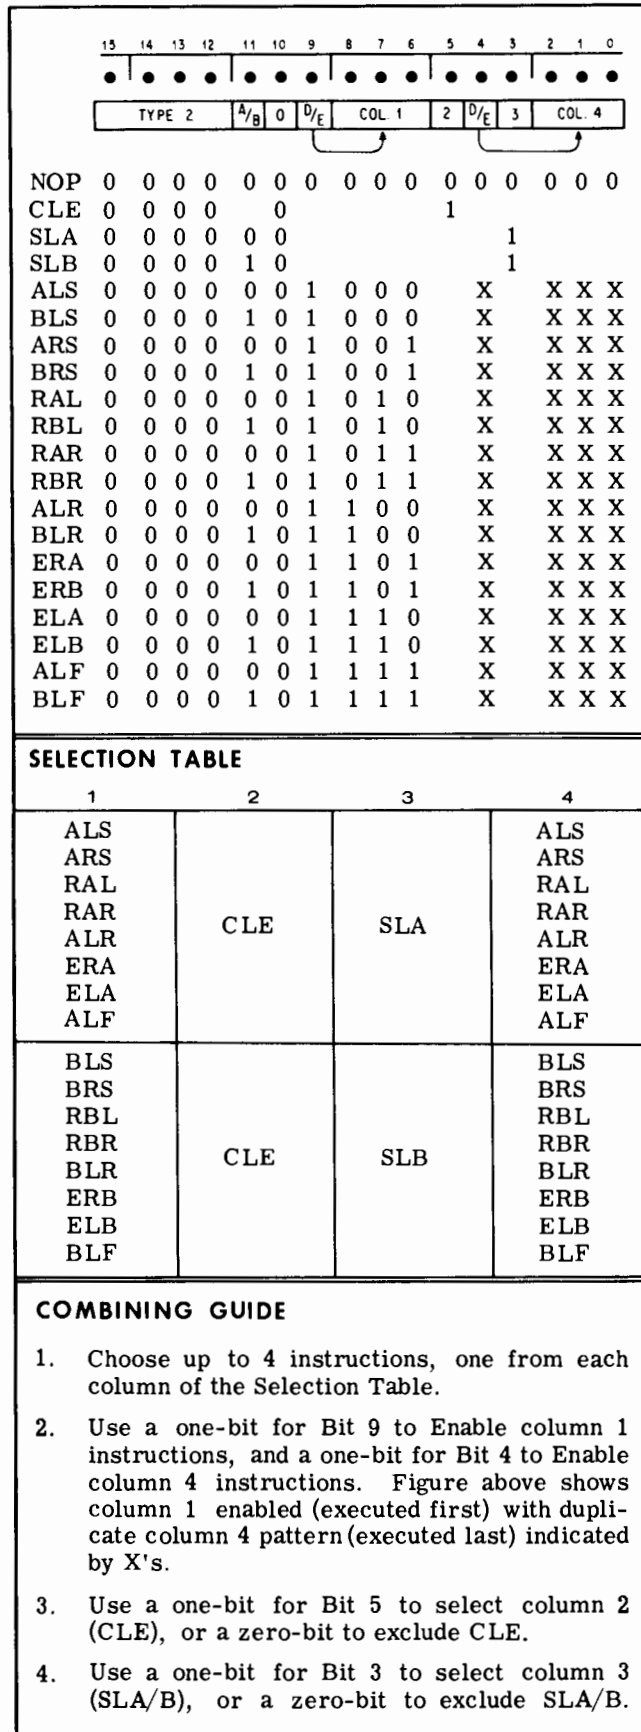 15 14 13 12 11 10 9 8 7 6 5 4 3 2 1 0
TYPE 2 A/B 0 D/E COL. 1 2 D/E 3 COL. 4
NOP 0 0 0 0 0 0 0 0 0 0 0 0 0 0 0 0
CLE 0 0 0 0 0 1
SLA 0 0 0 0 0 0 1
SLB 0 0 0 0 1 0 1
ALS 0 0 0 0 0 0 1 0 0 0 X X X X
BLS 0 0 0 0 1 0 1 0 0 0 X X X X
ARS 0 0 0 0 0 0 1 0 0 1 X X X X
BRS 0 0 0 0 1 0 1 0 0 1 X X X X
RAL 0 0 0 0 0 0 1 0 1 0 X X X X
RBL 0 0 0 0 1 0 1 0 1 0 X X X X
RAR 0 0 0 0 0 0 1 0 1 1 X X X X
RBR 0 0 0 0 1 0 1 0 1 1 X X X X
ALR 0 0 0 0 0 0 1 1 0 0 X X X X
BLR 0 0 0 0 1 0 1 1 0 0 X X X X
ERA 0 0 0 0 0 0 1 1 0 1 X X X X
ERB 0 0 0 0 1 0 1 1 0 1 X X X X
ELA 0 0 0 0 0 0 1 1 1 0 X X X X
ELB 0 0 0 0 1 0 1 1 1 0 X X X X
ALF 0 0 0 0 0 0 1 1 1 1 X X X X
BLF 0 0 0 0 1 0 1 1 1 1 X X X X
SELECTION TABLE
1 2 3 4
ALS ALS
ARS ARS
RAL RAL
RAR RAR
CLE SLA
ALR ALR
ERA ERA
ELA ELA
ALF ALF
BLS BLS
BRS BRS
RBL RBL
RBR RBR
CLE SLB
BLR BLR
ERB ERB
ELB ELB
BLF BLF
COMBINING GUIDE
1. Choose up to 4 instructions, one from each
column of the Selection Table.
2. Use a one-bit for Bit 9 to Enable column 1
instructions, and a one-bit for Bit 4 to Enable
column 4 instructions. Figure above shows
column 1 enabled (executed first) with dupli-
cate column 4 pattern (executed last) indicated
by X's.
3. Use a one-bit for Bit 5 to select column 2
(CLE), or a zero-bit to exclude CLE.
4. Use a one-bit for Bit 3 to select column 3
(SLA/B), or a zero-bit to exclude SLA/B.